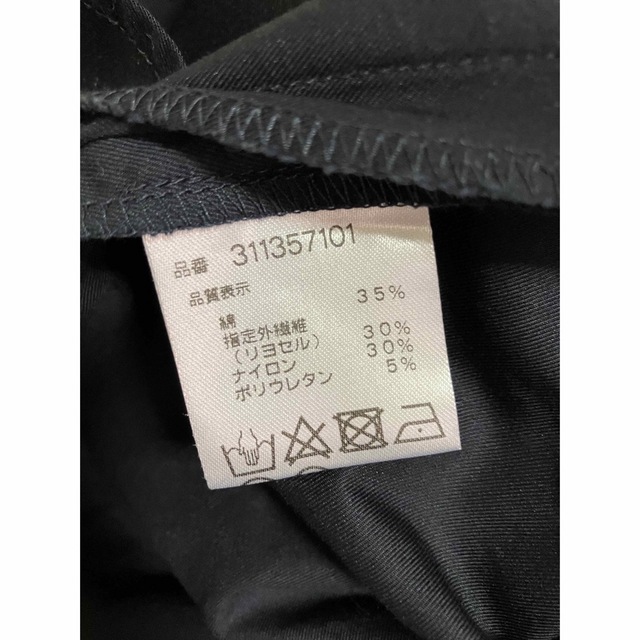 品番 311357101
品質表示
綿 35%
指定外繊維
(リヨセル) 30%
ナイロン 30%
ポリウレタン 5%